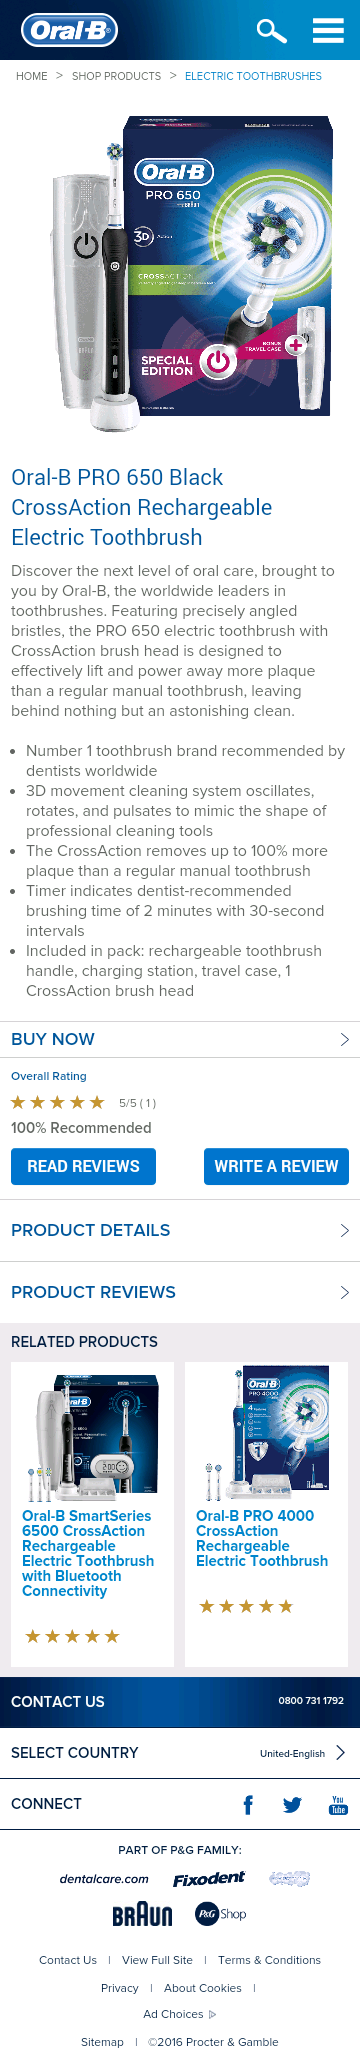 Oral-B
HOME > SHOP PRODUCTS > ELECTRIC TOOTHBRUSHES
Oral-B
PRO 650
BRAUN
3D Action
CROSSACTION
SPECIAL
EDITION
BONUS
TRAVEL CASE
Oral-B PRO 650 Black
CrossAction Rechargeable
Electric Toothbrush
Discover the next level of oral care, brought to
you by Oral-B, the worldwide leaders in
toothbrushes. Featuring precisely angled
bristles, the PRO 650 electric toothbrush with
CrossAction brush head is designed to
effectively lift and power away more plaque
than a regular manual toothbrush, leaving
behind nothing but an astonishing clean.
• Number 1 toothbrush brand recommended by
dentists worldwide
• 3D movement cleaning system oscillates,
rotates, and pulsates to mimic the shape of
professional cleaning tools
• The CrossAction removes up to 100% more
plaque than a regular manual toothbrush
• Timer indicates dentist-recommended
brushing time of 2 minutes with 30-second
intervals
• Included in pack: rechargeable toothbrush
handle, charging station, travel case, 1
CrossAction brush head
BUY NOW
Overall Rating
5/5 ( 1 )
100% Recommended
READ REVIEWS WRITE A REVIEW
PRODUCT DETAILS
PRODUCT REVIEWS
RELATED PRODUCTS
Oral-B
PRO 4000
Oral-B SmartSeries
6500 CrossAction
Rechargeable
Electric Toothbrush
with Bluetooth
Connectivity
Oral-B PRO 4000
CrossAction
Rechargeable
Electric Toothbrush
CONTACT US 0800 731 1792
SELECT COUNTRY United-English
CONNECT
You Tube
PART OF P&G FAMILY:
dentalcare.com Fixodent
BRAUN P&G Shop
Contact Us | View Full Site | Terms & Conditions
Privacy | About Cookies |
Ad Choices
Sitemap | ©2016 Procter & Gamble